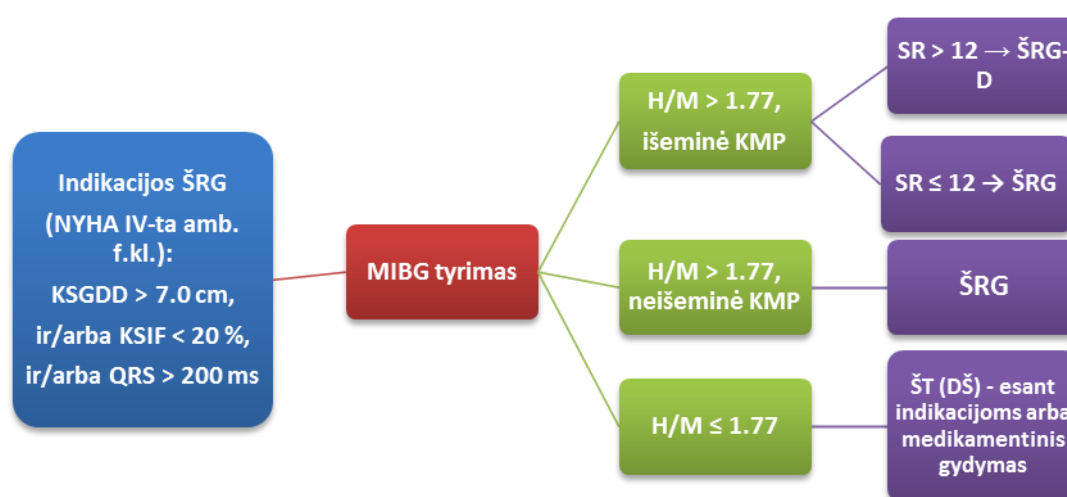 Indikacijos ŠRG
(NYHA IV-ta amb.
f.kl.):
KSGDD > 7.0 cm,
ir/arba KSIF < 20 %,
ir/arba QRS > 200 ms
MIBG tyrimas
H/M > 1.77,
išeminė KMP
SR > 12 → ŠRG-
D
SR ≤ 12 → ŠRG
H/M > 1.77,
neišeminė KMP
ŠRG
H/M ≤ 1.77
ŠT (DŠ) - esant
indikacijoms arba
medikamentinis
gydymas